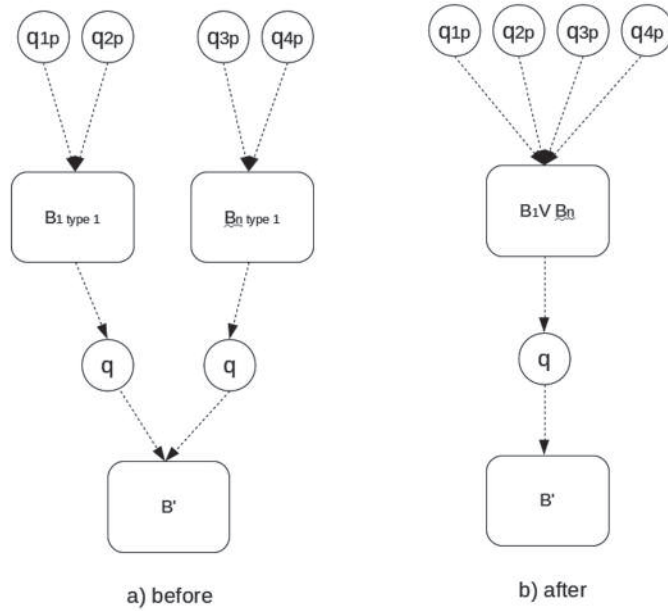 q1p q2p q3p q4p
q1p q2p q3p q4p
B1 type 1 Bn type 1
B1V Bn
q q
q
B'
B'
a) before
b) after